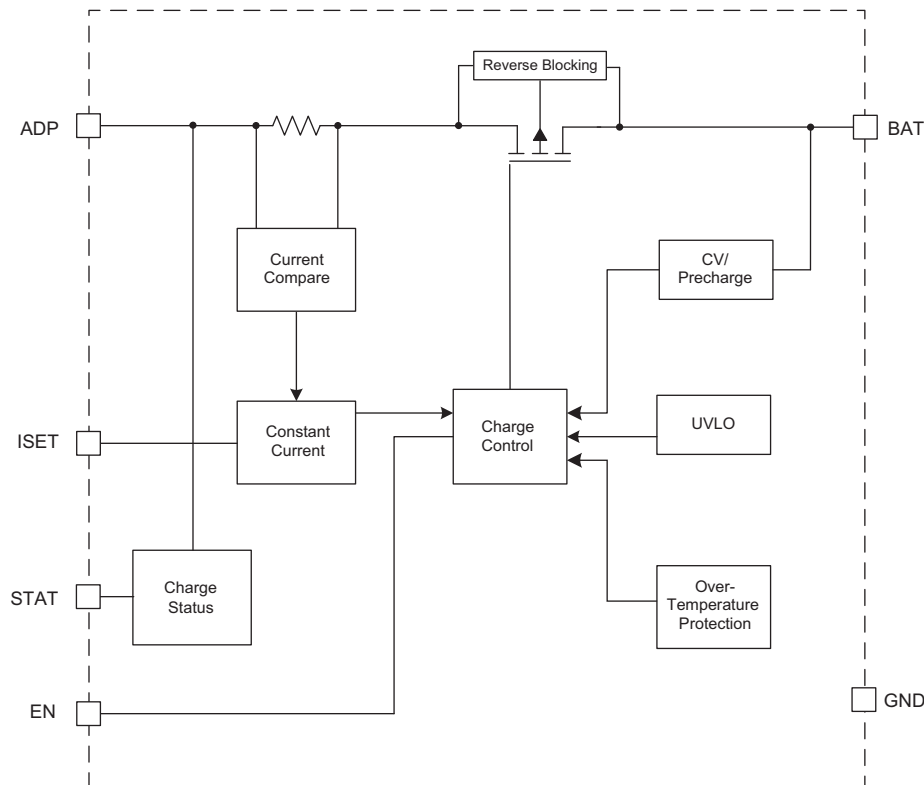 Reverse Blocking
ADP
BAT
Current
Compare
CV/
Precharge
ISET
Constant
Current
Charge
Control
UVLO
STAT
Charge
Status
Over-
Temperature
Protection
EN
GND